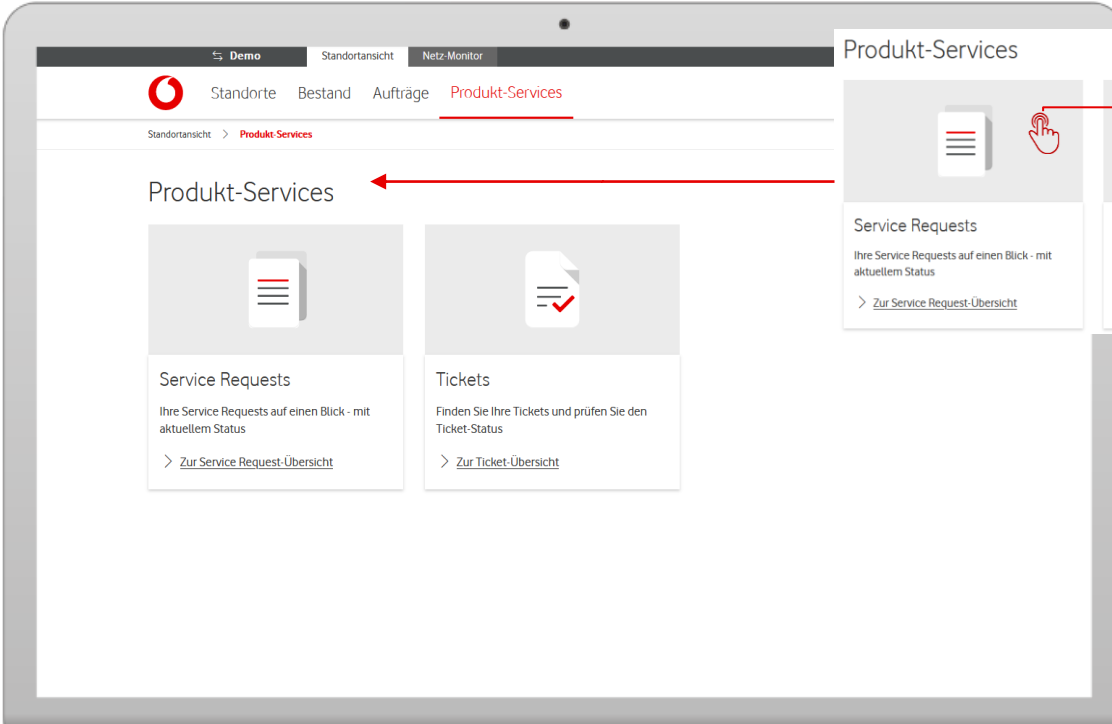 Demo
Standortansicht
Netz-Monitor
Standorte
Bestand
Aufträge
Produkt-Services
Standortansicht > Produkt-Services
Produkt-Services
Service Requests
Ihre Service Requests auf einen Blick - mit
aktuellem Status
> Zur Service Request-Übersicht
Tickets
Finden Sie Ihre Tickets und prüfen Sie den
Ticket-Status
> Zur Ticket-Übersicht
Produkt-Services
Service Requests
Ihre Service Requests auf einen Blick - mit
aktuellem Status
> Zur Service Request-Übersicht